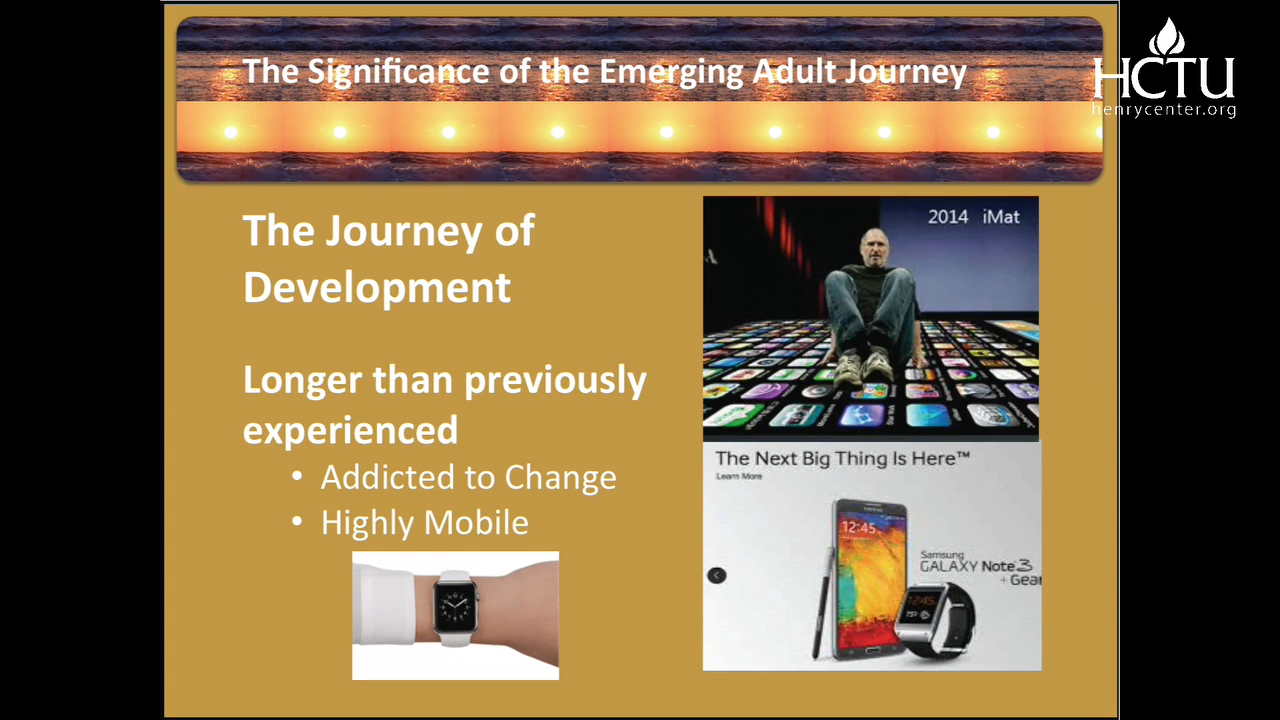 The Significance of the Emerging Adult Journey
HCTU
henrycenter.org
The Journey of
Development
Longer than previously
experienced
• Addicted to Change
• Highly Mobile
2014 iMat
The Next Big Thing Is Here™
Learn More
12:45
Samsung
GALAXY Note 3
+ Gear
12:45